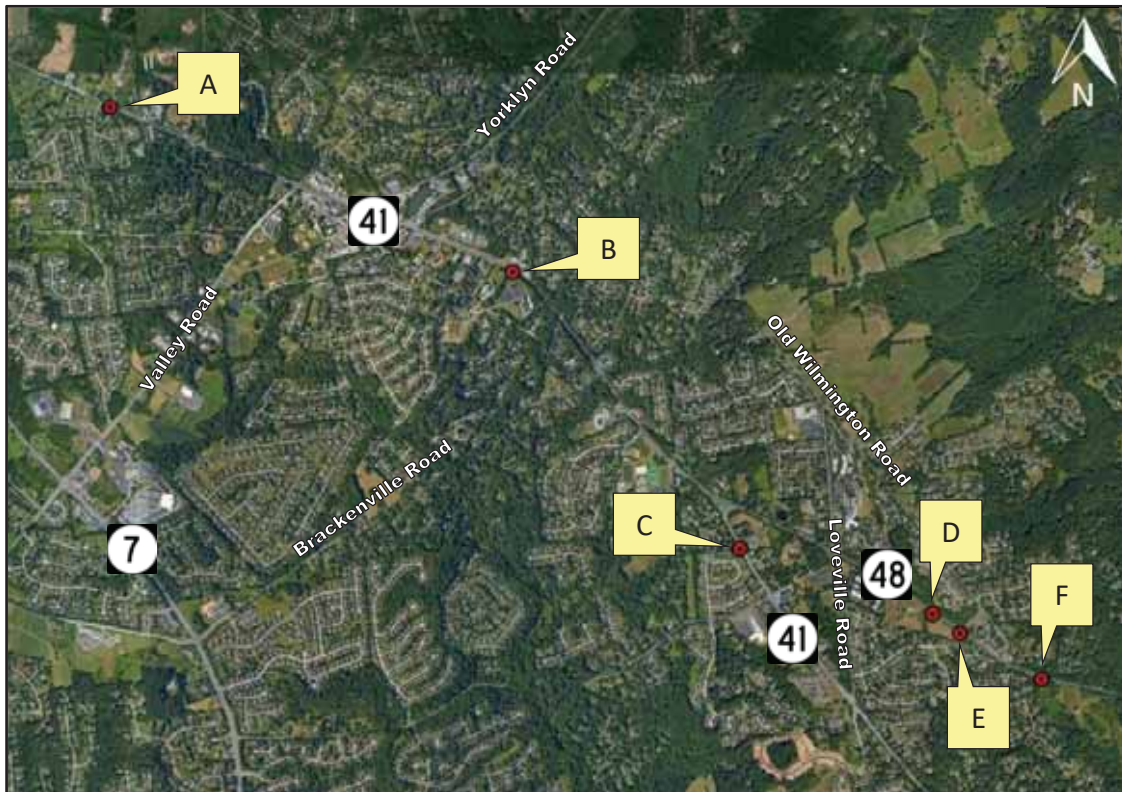 A
Yorklyn Road
N
41
B
Valley Road
Old Wilmington Road
Brackenville Road
C
7
Loveville Road
48
D
F
41
E